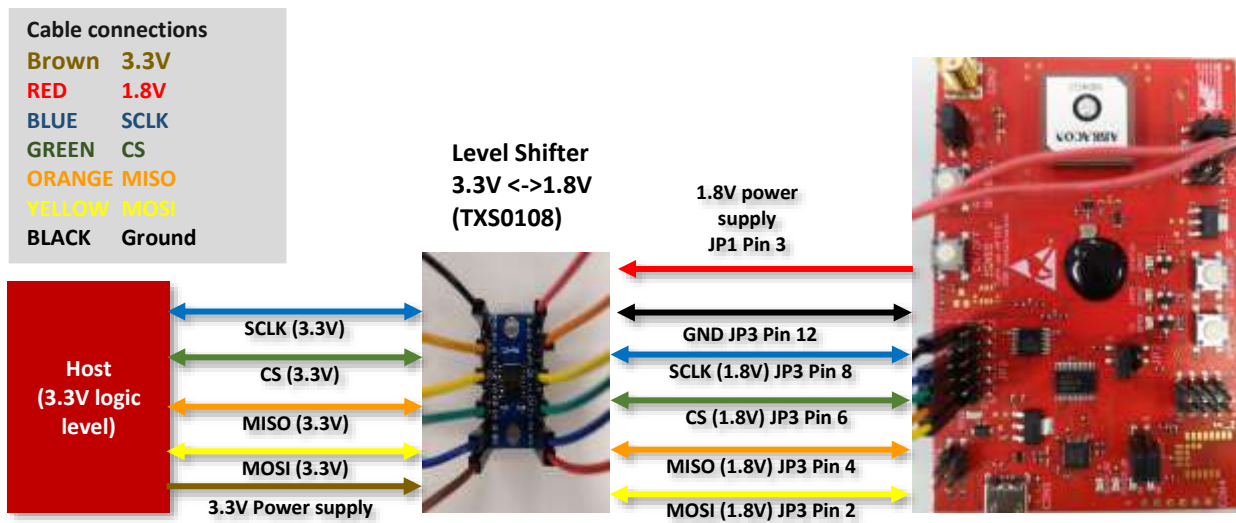 Cable connections
Brown 3.3V
RED 1.8V
BLUE SCLK
GREEN CS
ORANGE MISO
YELLOW MOSI
BLACK Ground
Level Shifter
3.3V <->1.8V
(TXS0108)
1.8V power
supply
JP1 Pin 3
Host
(3.3V logic
level)
SCLK (3.3V)
CS (3.3V)
MISO (3.3V)
MOSI (3.3V)
3.3V Power supply
GND JP3 Pin 12
SCLK (1.8V) JP3 Pin 8
CS (1.8V) JP3 Pin 6
MISO (1.8V) JP3 Pin 4
MOSI (1.8V) JP3 Pin 2
ABRACON